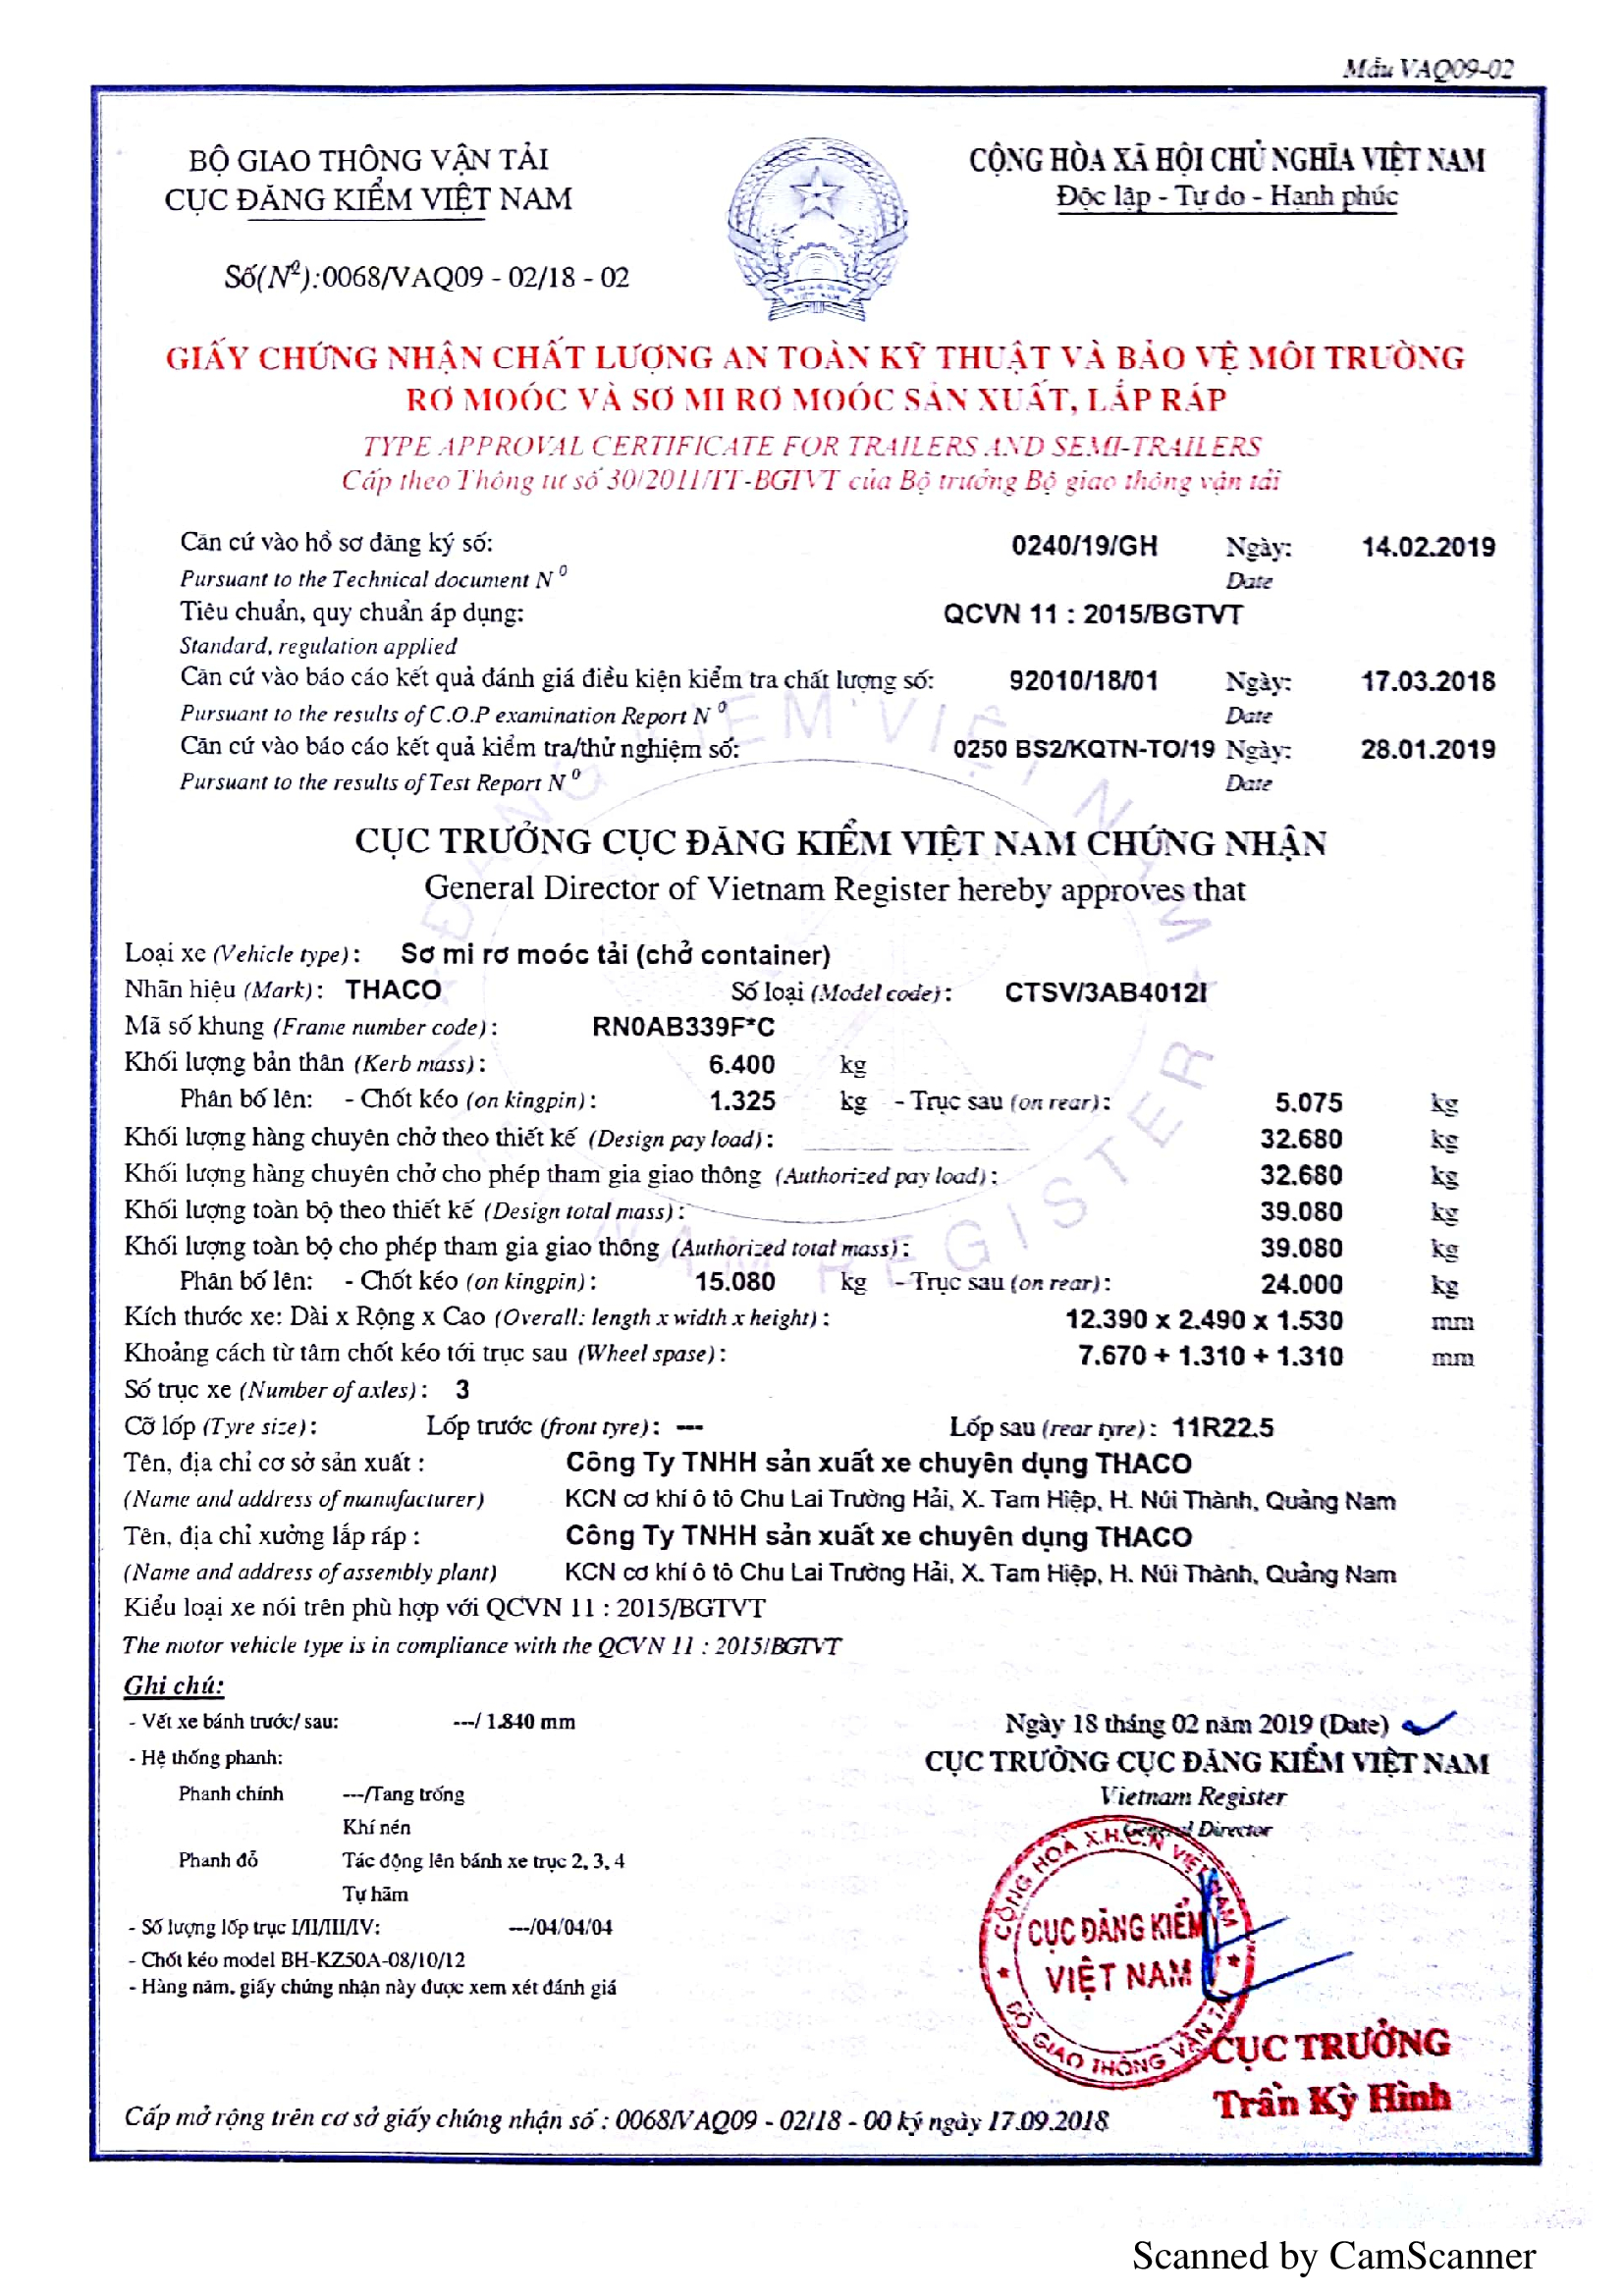 Mẫu VAQ09-02
BỘ GIAO THÔNG VẬN TẢI
CỤC ĐĂNG KIỂM VIỆT NAM
CỘNG HÒA XÃ HỘI CHỦ NGHĨA VIỆT NAM
Độc lập - Tự do - Hạnh phúc
Số(Nº):0068/VAQ09 - 02/18 - 02
GIẤY CHỨNG NHẬN CHẤT LƯỢNG AN TOÀN KỸ THUẬT VÀ BẢO VỆ MÔI TRƯỜNG
RƠ MOÓC VÀ SƠ MI RƠ MOÓC SẢN XUẤT, LẮP RÁP
TYPE APPROVAL CERTIFICATE FOR TRAILERS AND SEMI-TRAILERS
Cấp theo Thông tư số 30/2011/TT-BGTVT của Bộ trưởng Bộ giao thông vận tải
Căn cứ vào hồ sơ đăng ký số: 0240/19/GH Ngày: 14.02.2019
Pursuant to the Technical document N⁰ Date
Tiêu chuẩn, quy chuẩn áp dụng: QCVN 11 : 2015/BGTVT
Standard, regulation applied
Căn cứ vào báo cáo kết quả đánh giá điều kiện kiểm tra chất lượng số: 92010/18/01 Ngày: 17.03.2018
Pursuant to the results of C.O.P examination Report N⁰ Date
Căn cứ vào báo cáo kết quả kiểm tra/thử nghiệm số: 0250 BS2/KQTN-TO/19 Ngày: 28.01.2019
Pursuant to the results of Test Report N⁰ Date
CỤC TRƯỞNG CỤC ĐĂNG KIỂM VIỆT NAM CHỨNG NHẬN
General Director of Vietnam Register hereby approves that
Loại xe (Vehicle type): Sơ mi rơ moóc tải (chở container)
Nhãn hiệu (Mark): THACO Số loại (Model code): CTSV/3AB4012I
Mã số khung (Frame number code): RN0AB339F*C
Khối lượng bản thân (Kerb mass): 6.400 kg
Phân bố lên: - Chốt kéo (on kingpin): 1.325 kg - Trục sau (on rear): 5.075 kg
Khối lượng hàng chuyên chở theo thiết kế (Design pay load): 32.680 kg
Khối lượng hàng chuyên chở cho phép tham gia giao thông (Authorized pay load): 32.680 kg
Khối lượng toàn bộ theo thiết kế (Design total mass): 39.080 kg
Khối lượng toàn bộ cho phép tham gia giao thông (Authorized total mass): 39.080 kg
Phân bố lên: - Chốt kéo (on kingpin): 15.080 kg - Trục sau (on rear): 24.000 kg
Kích thước xe: Dài x Rộng x Cao (Overall: length x width x height): 12.390 x 2.490 x 1.530 mm
Khoảng cách từ tâm chốt kéo tới trục sau (Wheel spase): 7.670 + 1.310 + 1.310 mm
Số trục xe (Number of axles): 3
Cỡ lốp (Tyre size): Lốp trước (front tyre): --- Lốp sau (rear tyre): 11R22.5
Tên, địa chỉ cơ sở sản xuất : Công Ty TNHH sản xuất xe chuyên dụng THACO
(Name and address of manufacturer) KCN cơ khí ô tô Chu Lai Trường Hải, X. Tam Hiệp, H. Núi Thành, Quảng Nam
Tên, địa chỉ xưởng lắp ráp : Công Ty TNHH sản xuất xe chuyên dụng THACO
(Name and address of assembly plant) KCN cơ khí ô tô Chu Lai Trường Hải, X. Tam Hiệp, H. Núi Thành, Quảng Nam
Kiểu loại xe nói trên phù hợp với QCVN 11 : 2015/BGTVT
The motor vehicle type is in compliance with the QCVN 11 : 2015/BGTVT
Ghi chú:
- Vết xe bánh trước/ sau: ---/ 1.840 mm
- Hệ thống phanh:
Phanh chính ---/Tang trống
Khí nén
Phanh đỗ Tác động lên bánh xe trục 2, 3, 4
Tự hãm
- Số lượng lốp trục I/II/III/IV: ---/04/04/04
- Chốt kéo model BH-KZ50A-08/10/12
- Hàng năm, giấy chứng nhận này được xem xét đánh giá
Ngày 18 tháng 02 năm 2019 (Date)
CỤC TRƯỞNG CỤC ĐĂNG KIỂM VIỆT NAM
Vietnam Register
General Director
CỘNG HÒA X.H.C.N VIỆT NAM
CỤC ĐĂNG KIỂM
VIỆT NAM
BỘ GIAO THÔNG VẬN TẢI
CỤC TRƯỞNG
Trần Kỳ Hình
Cấp mở rộng trên cơ sở giấy chứng nhận số : 0068/VAQ09 - 02/18 - 00 ký ngày 17.09.2018
Scanned by CamScanner